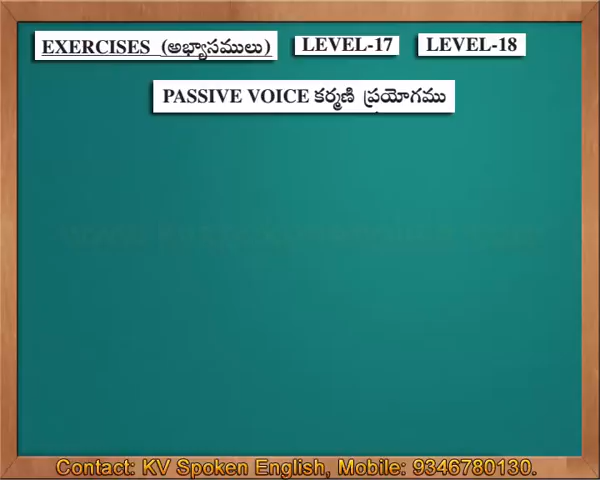 EXERCISES (అభ్యాసములు) LEVEL-17 LEVEL-18
PASSIVE VOICE కర్మణి ప్రయోగము
Contact: KV Spoken English, Mobile: 9346780130.